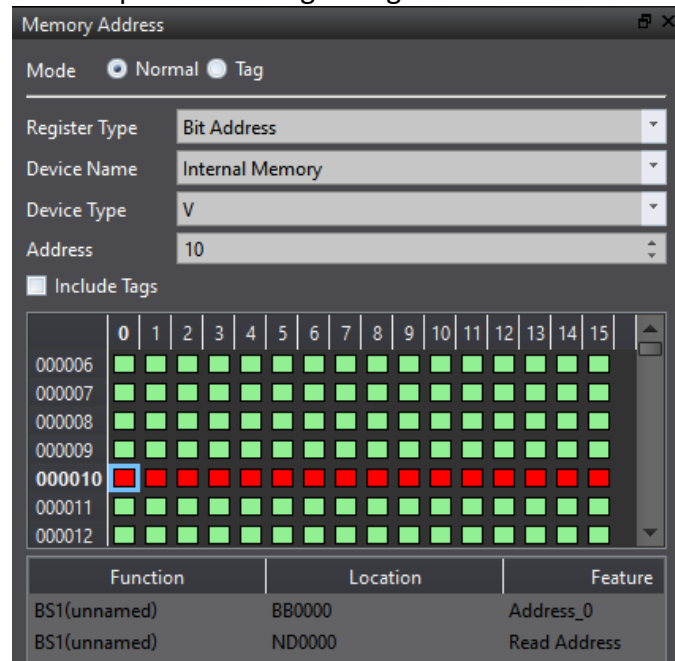 Memory Address
Mode Normal Tag
Register Type Bit Address
Device Name Internal Memory
Device Type V
Address 10
Include Tags
0 1 2 3 4 5 6 7 8 9 10 11 12 13 14 15
000006
000007
000008
000009
000010
000011
000012
Function Location Feature
BS1(unnamed) BB0000 Address_0
BS1(unnamed) ND0000 Read Address